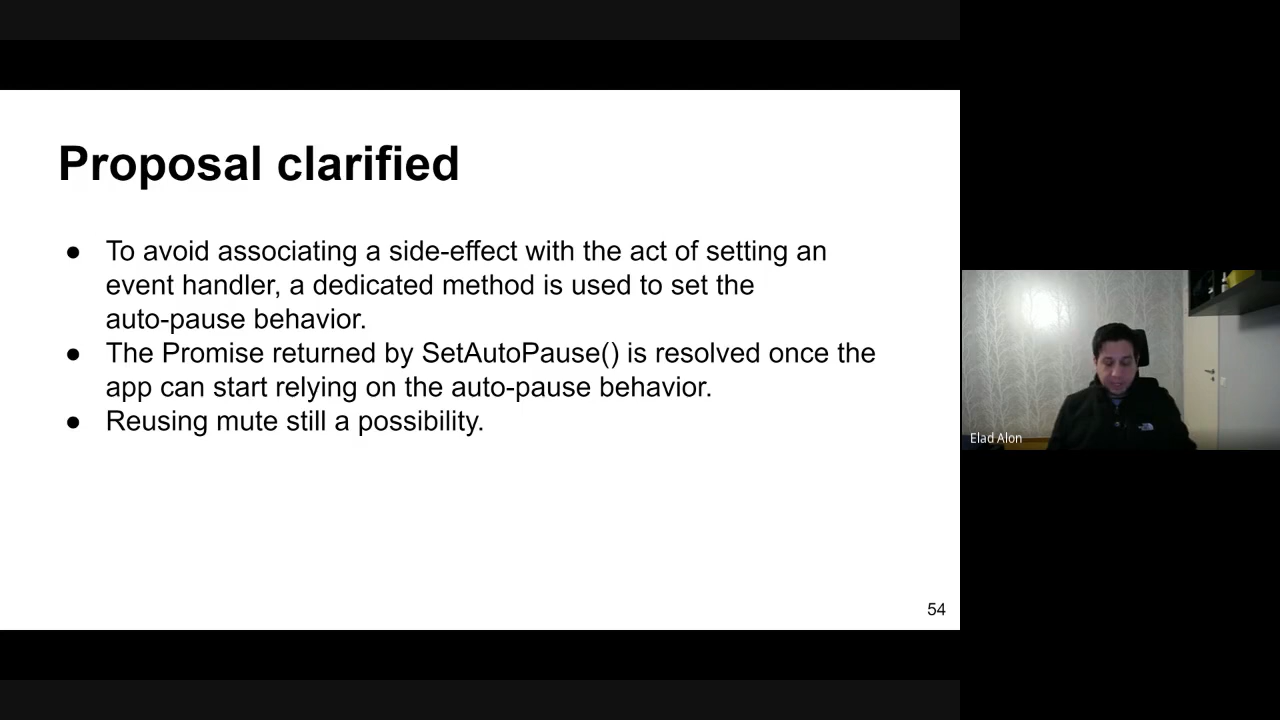 Proposal clarified
● To avoid associating a side-effect with the act of setting an
event handler, a dedicated method is used to set the
auto-pause behavior.
● The Promise returned by SetAutoPause() is resolved once the
app can start relying on the auto-pause behavior.
● Reusing mute still a possibility.
54
Elad Alon